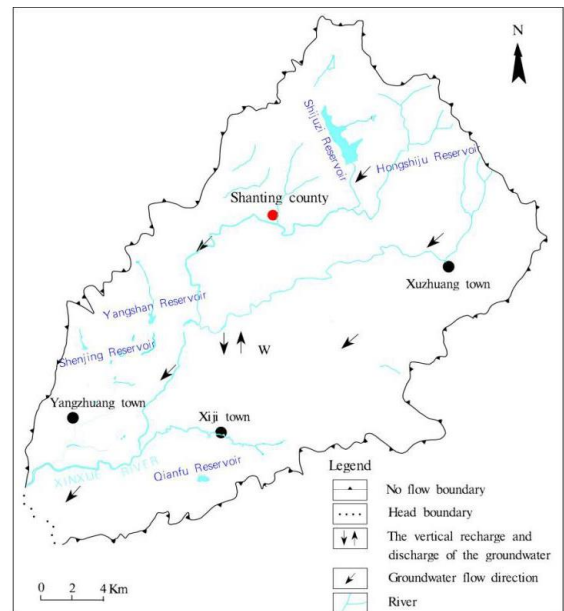 N
Shijuzi Reservoir
Hongshiju Reservoir
Shanting county
Xuzhuang town
Yangshan Reservoir
W
Shenjing Reservoir
Yangzhuang town
Xiji town
XINXUE RIVER
Qianfu Reservoir
Legend
No flow boundary
Head boundary
The vertical recharge and
discharge of the groundwater
Groundwater flow direction
River
0 2 4 Km